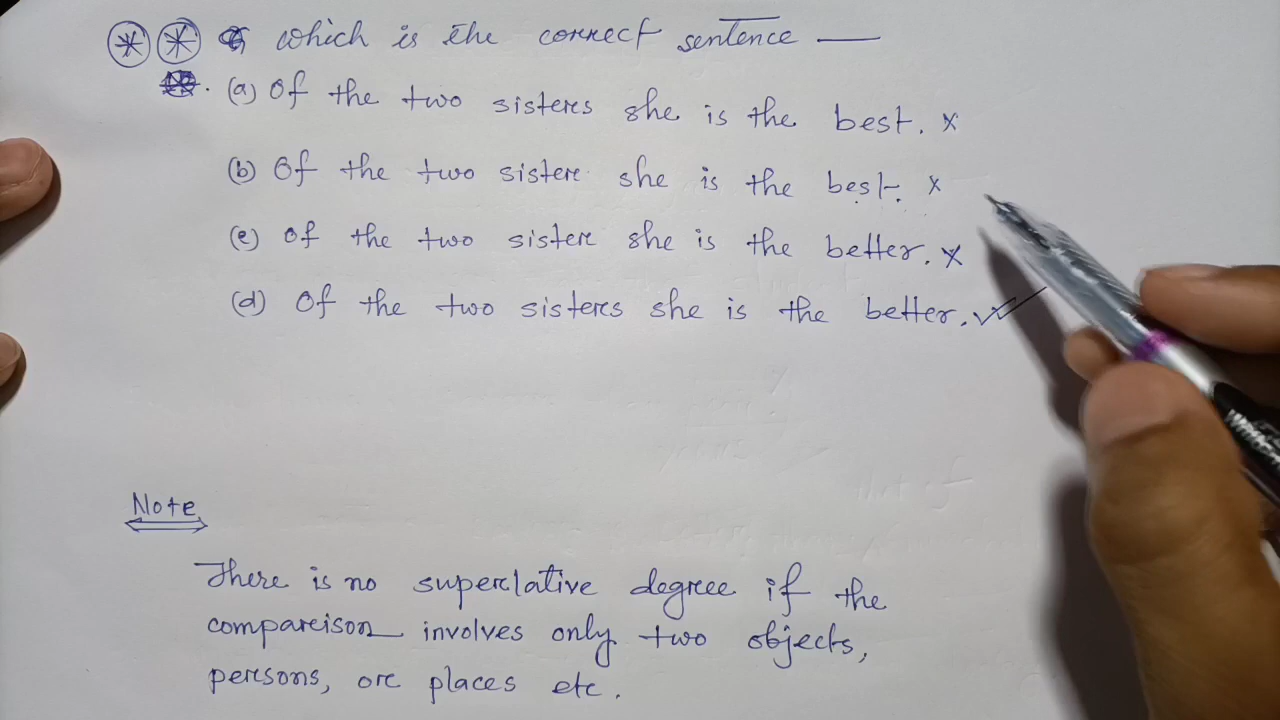 which is the correct sentence —
(a) Of the two sisters she is the best. ×
(b) Of the two sister she is the best. ×
(c) Of the two sister she is the better. ×
(d) Of the two sisters she is the better. ✓
Note
There is no superlative degree if the
comparison involves only two objects,
persons, or places etc.